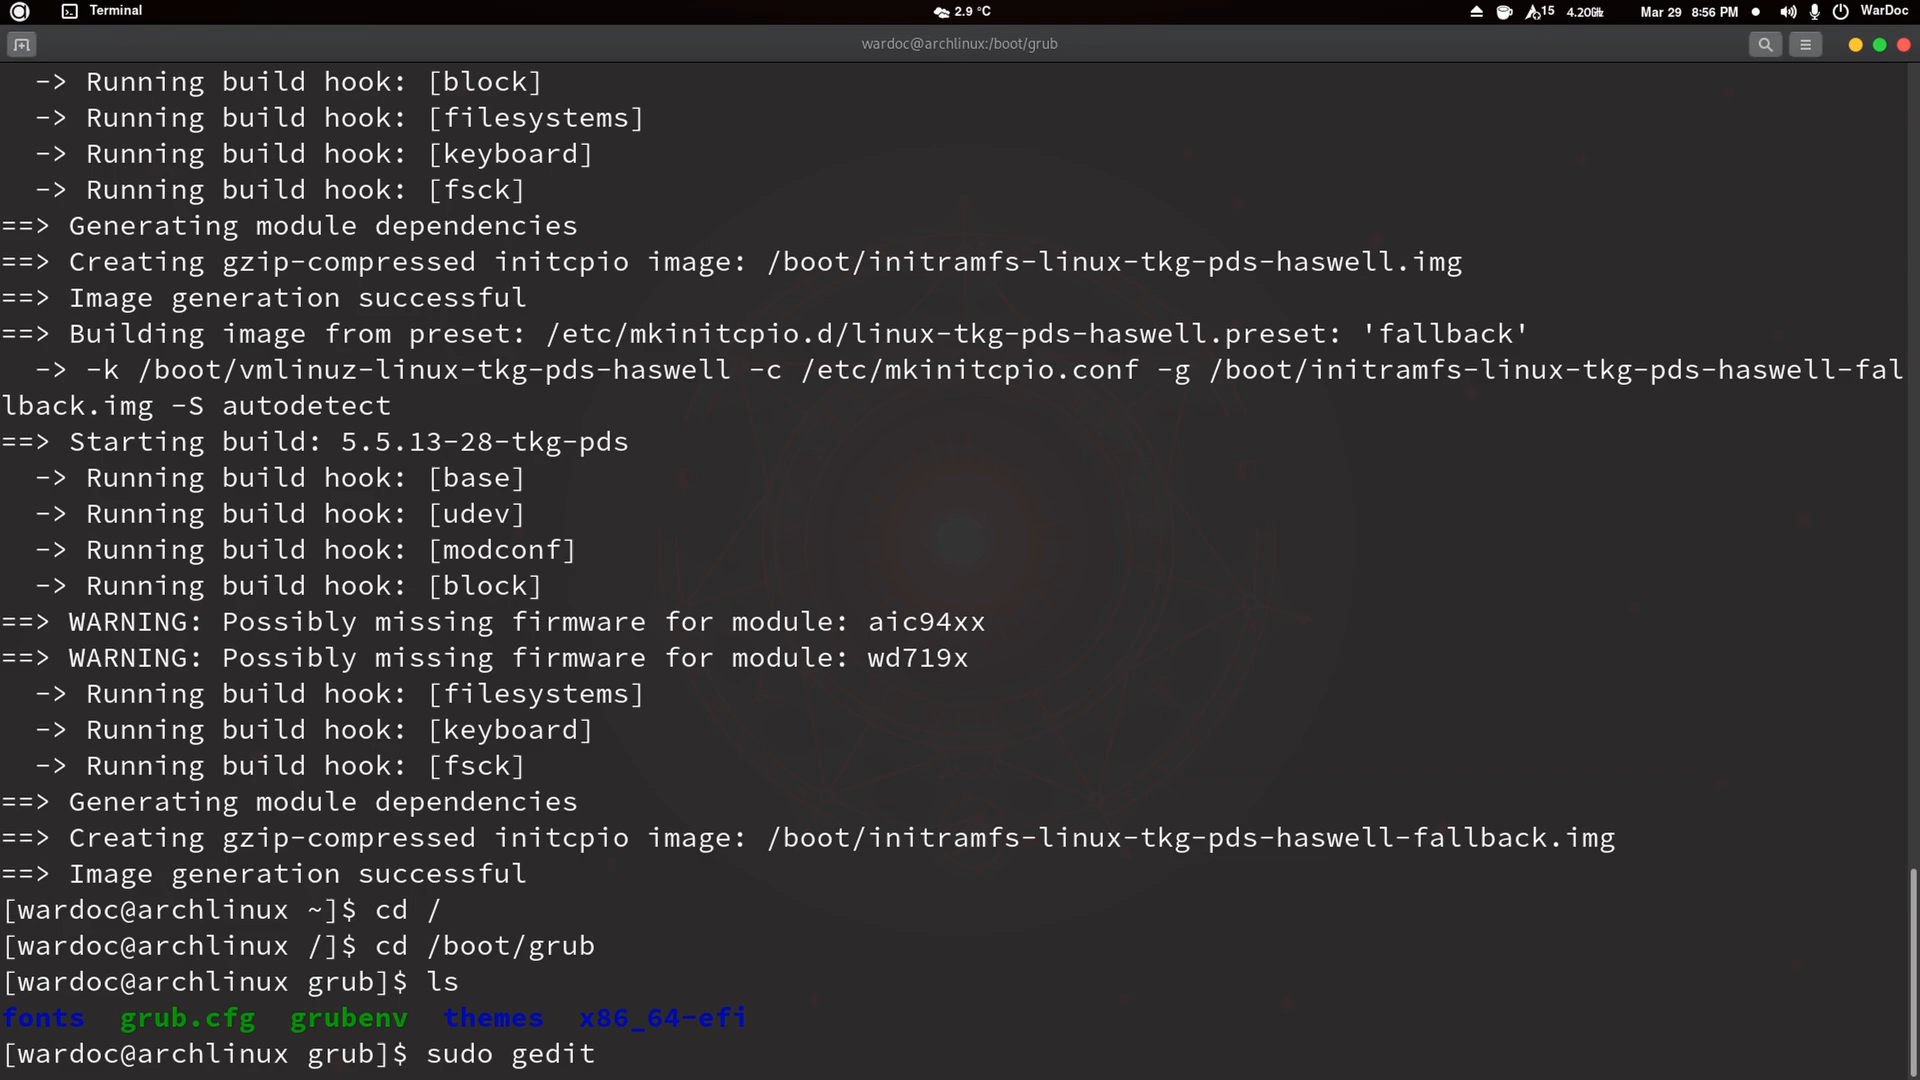 Terminal
2.9 °C
15 4.20GHz Mar 29 8:56 PM WarDoc
wardoc@archlinux:/boot/grub
-> Running build hook: [block]
-> Running build hook: [filesystems]
-> Running build hook: [keyboard]
-> Running build hook: [fsck]
==> Generating module dependencies
==> Creating gzip-compressed initcpio image: /boot/initramfs-linux-tkg-pds-haswell.img
==> Image generation successful
==> Building image from preset: /etc/mkinitcpio.d/linux-tkg-pds-haswell.preset: 'fallback'
-> -k /boot/vmlinuz-linux-tkg-pds-haswell -c /etc/mkinitcpio.conf -g /boot/initramfs-linux-tkg-pds-haswell-fal
lback.img -S autodetect
==> Starting build: 5.5.13-28-tkg-pds
-> Running build hook: [base]
-> Running build hook: [udev]
-> Running build hook: [modconf]
-> Running build hook: [block]
==> WARNING: Possibly missing firmware for module: aic94xx
==> WARNING: Possibly missing firmware for module: wd719x
-> Running build hook: [filesystems]
-> Running build hook: [keyboard]
-> Running build hook: [fsck]
==> Generating module dependencies
==> Creating gzip-compressed initcpio image: /boot/initramfs-linux-tkg-pds-haswell-fallback.img
==> Image generation successful
[wardoc@archlinux ~]$ cd /
[wardoc@archlinux /]$ cd /boot/grub
[wardoc@archlinux grub]$ ls
fonts grub.cfg grubenv themes x86_64-efi
[wardoc@archlinux grub]$ sudo gedit